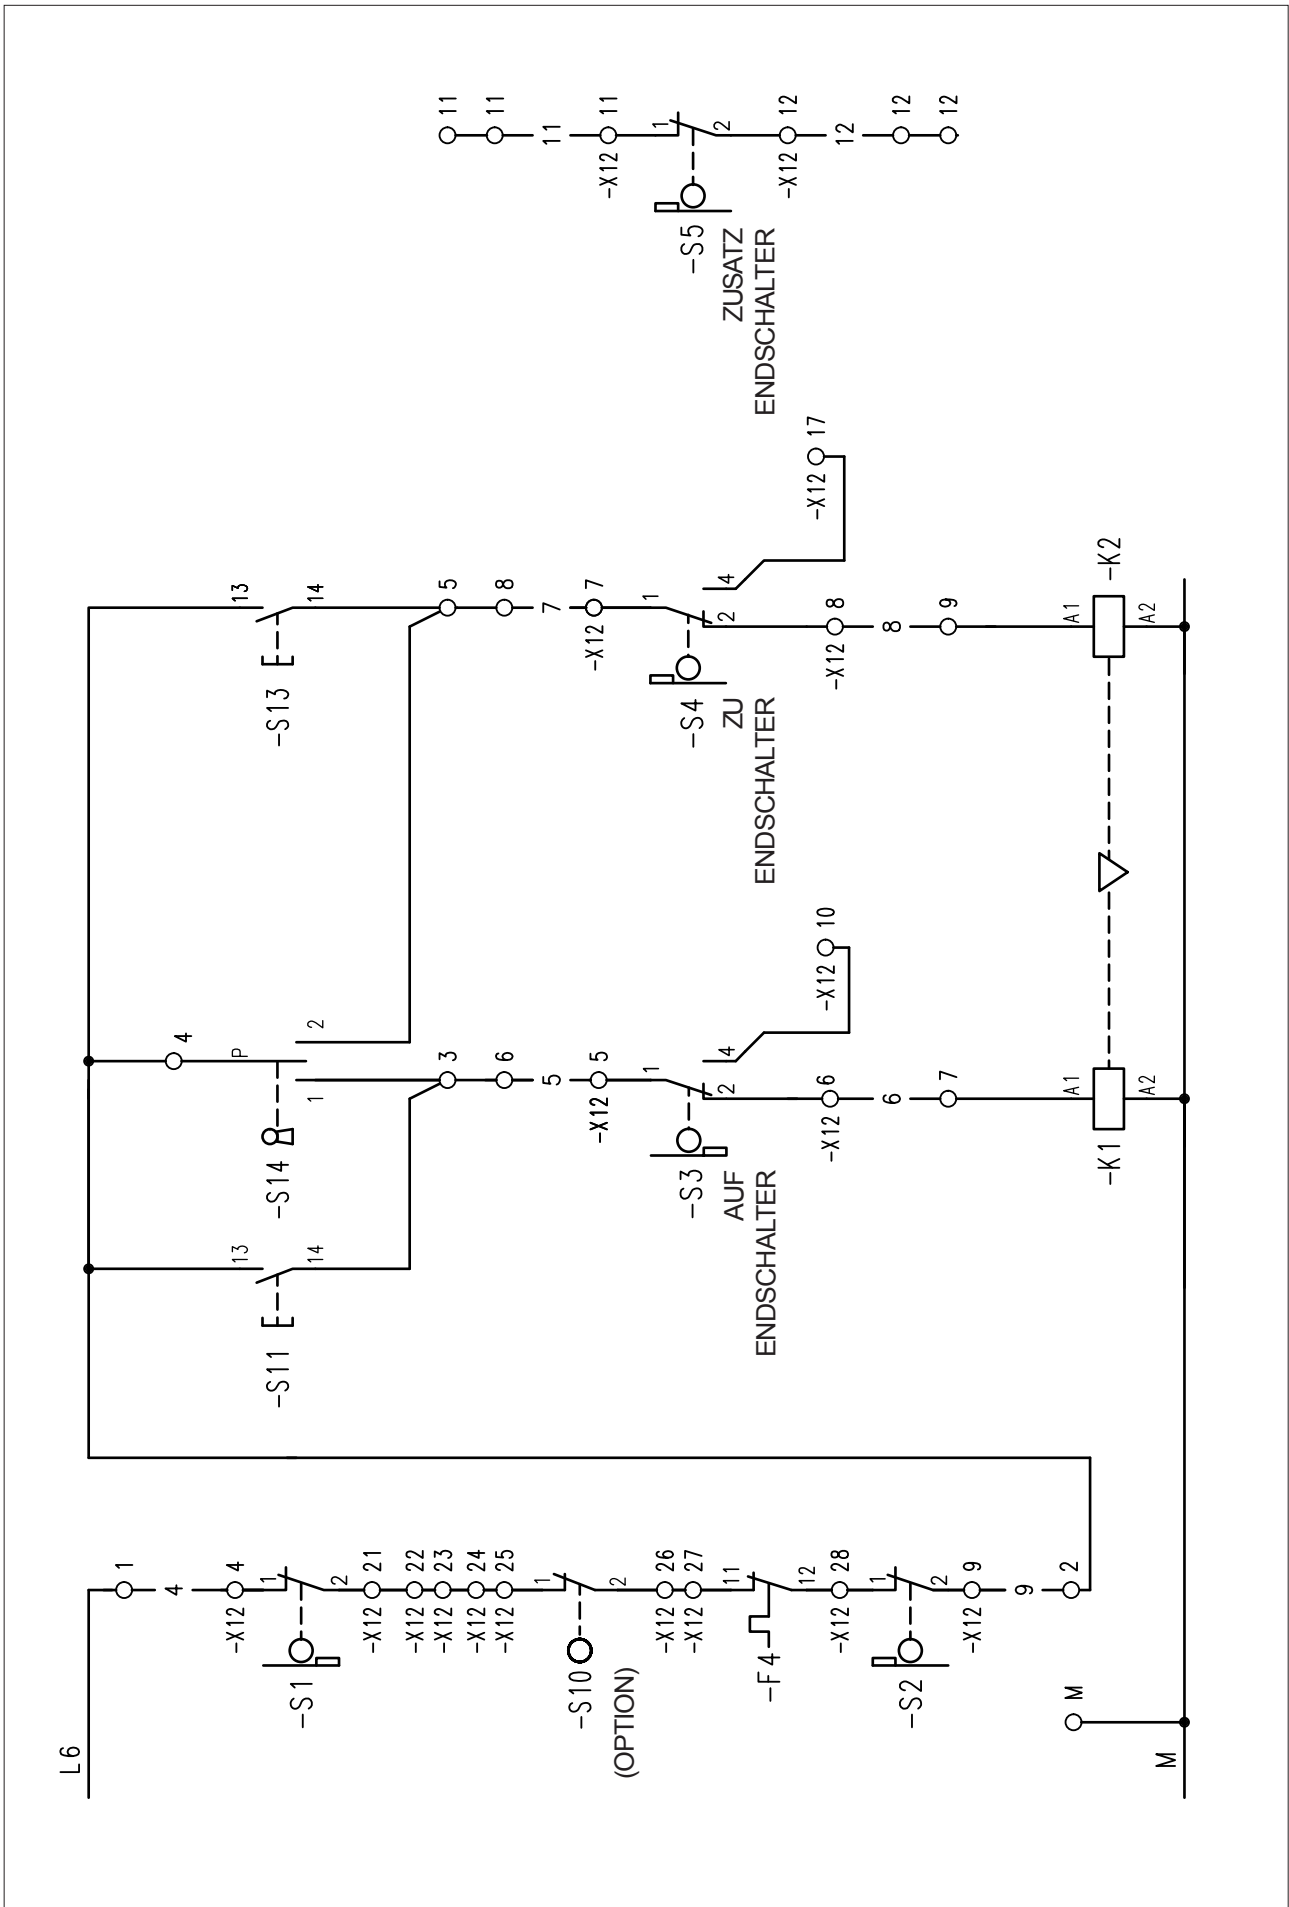 L6
1
4
-X12 4
1
2
-S1
-X12 21
-X12 22
-X12 23
-X12 24
-X12 25
1
2
-S10
(OPTION)
-X12 26
-X12 27
11
12
-F4
-X12 28
1
2
-S2
-X12 9
9
2
M
M
13
14
-S11
4
P
1
2
-S14
3
6
5
-X12 5
1
2
4
-S3
AUF
ENDSCHALTER
-X12 10
-X12 6
6
7
A1
A2
-K1
13
14
-S13
5
8
7
-X12 7
1
2
4
-S4
ZU
ENDSCHALTER
-X12 17
-X12 8
8
9
A1
A2
-K2
11
11
11
-X12 11
1
2
-S5
ZUSATZ
ENDSCHALTER
-X12 12
12
12
12